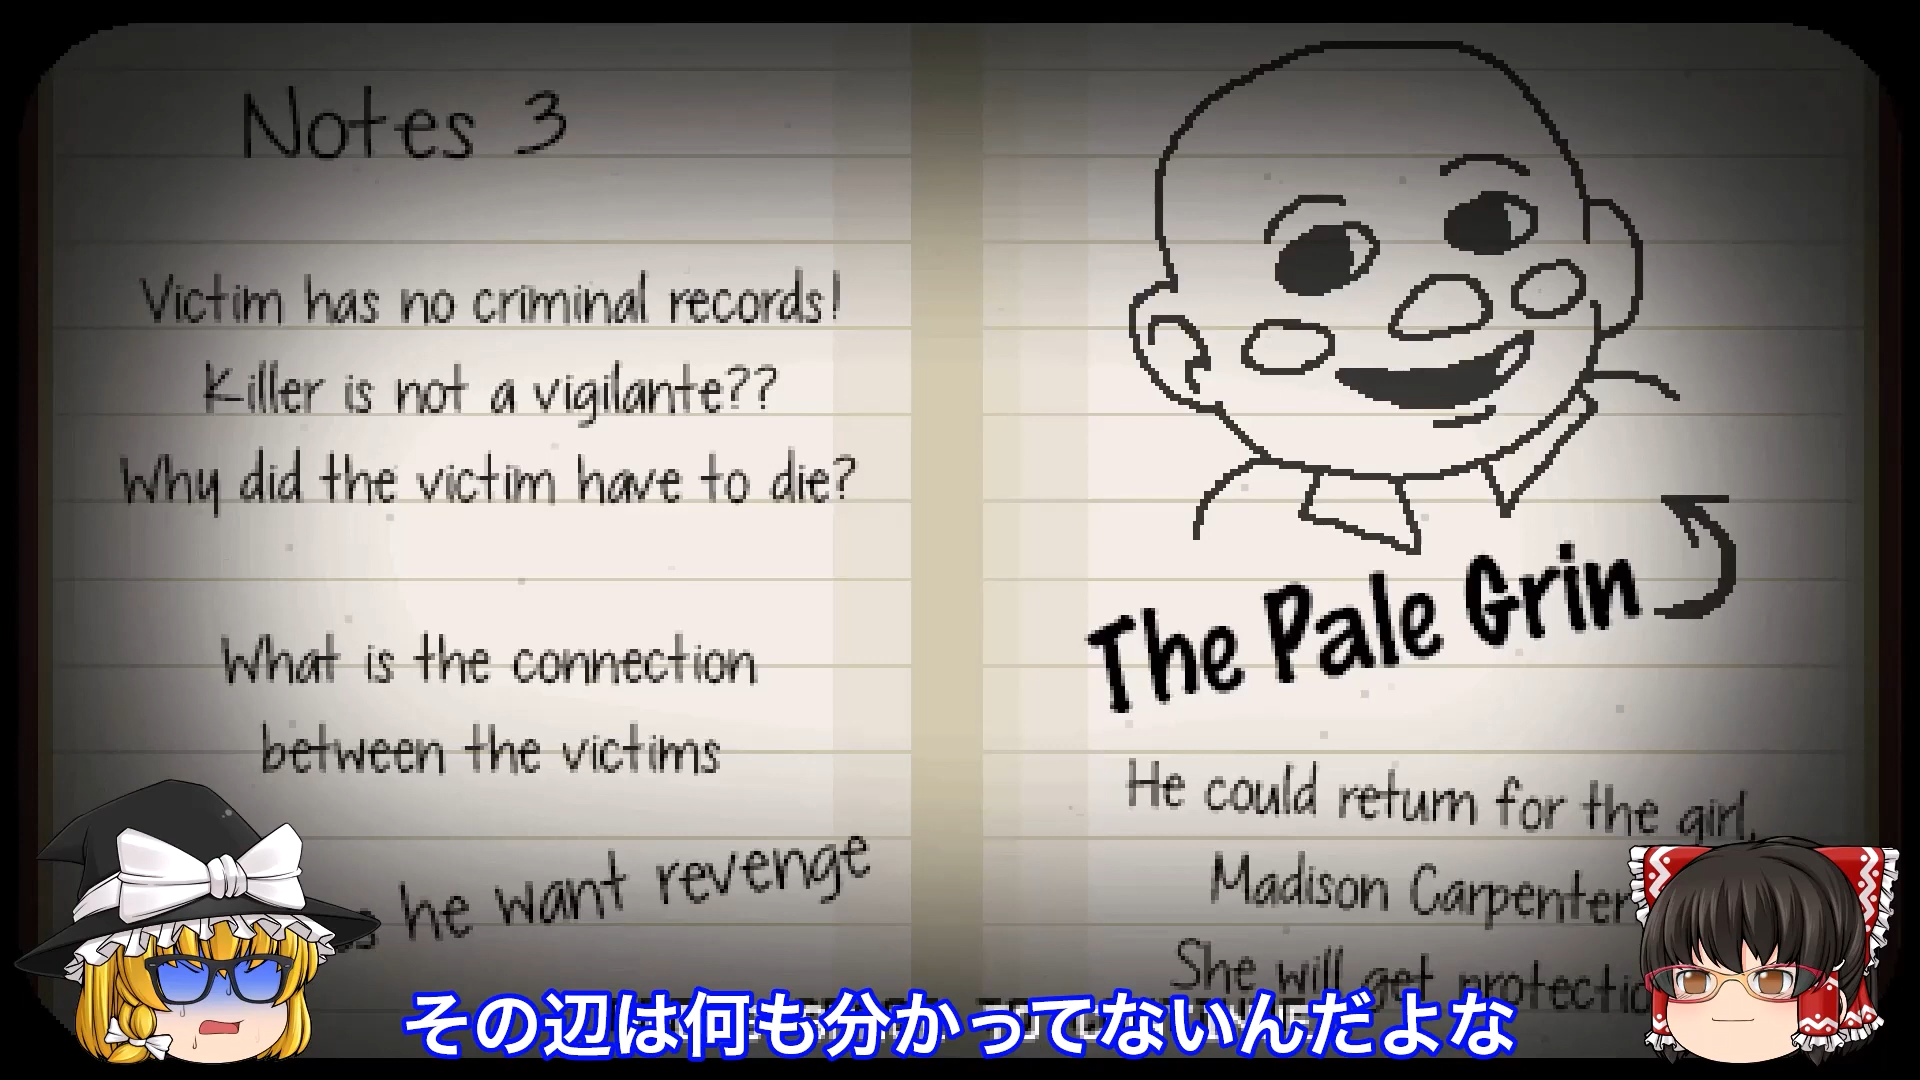 Notes 3
Victim has no criminal records!
Killer is not a vigilante??
Why did the victim have to die?
What is the connection
between the victims
he want revenge
The Pale Grin
He could return for the girl,
Madison Carpenter
She will get
その辺は何も分かってないんだよな